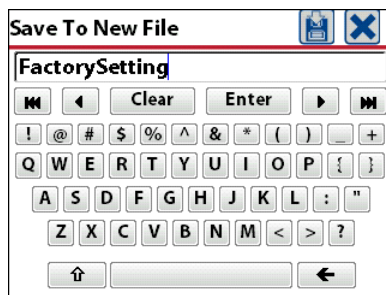 Save To New File
FactorySetting
Clear Enter
! @ # $ % ^ & * ( ) _ +
Q W E R T Y U I O P { }
A S D F G H J K L : "
Z X C V B N M < > ?